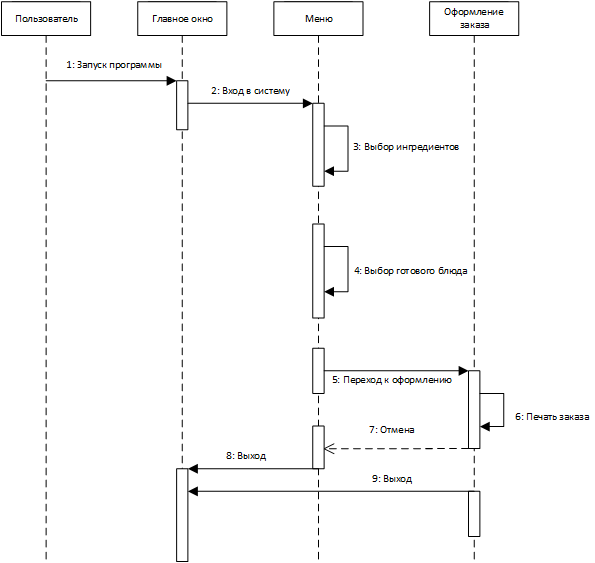 Пользователь
Главное окно
Меню
Оформление
заказа
1: Запуск программы
2: Вход в систему
3: Выбор ингредиентов
4: Выбор готового блюда
5: Переход к оформлению
6: Печать заказа
7: Отмена
8: Выход
9: Выход